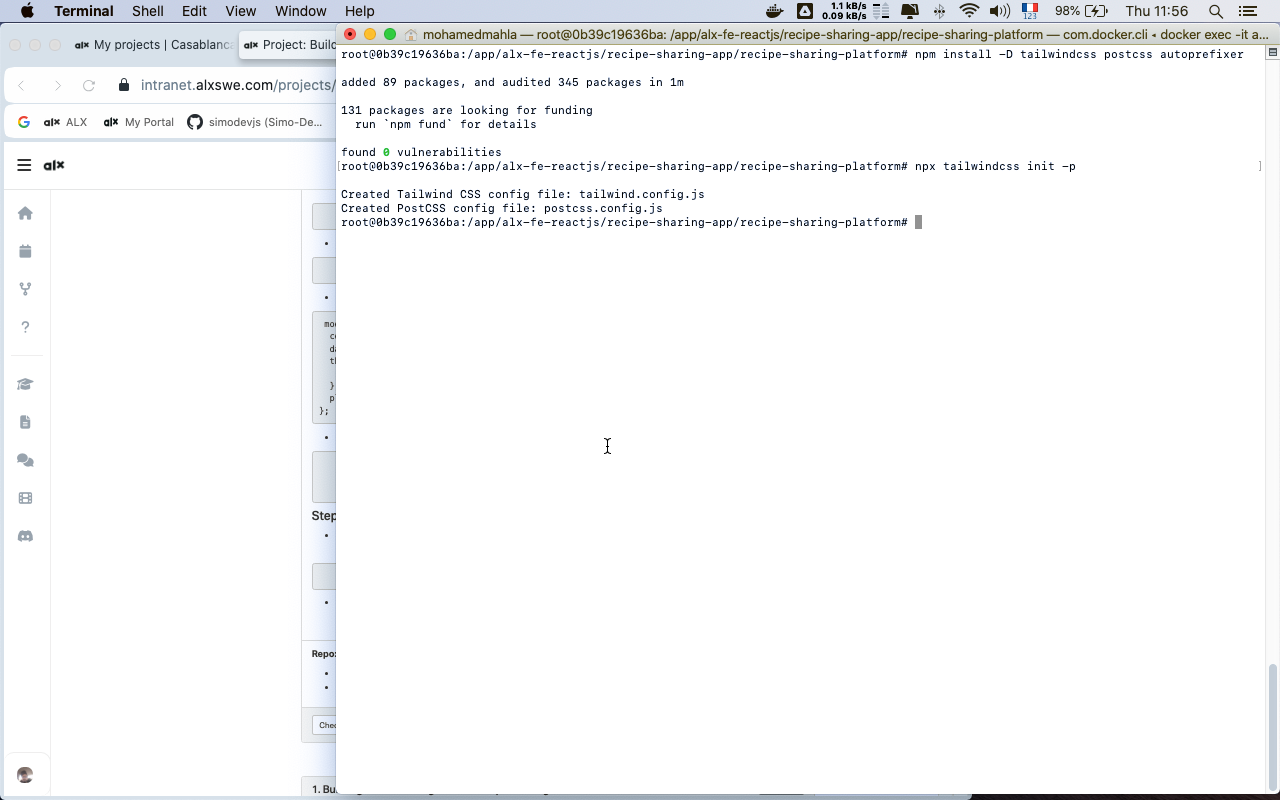 Terminal Shell Edit View Window Help
1.1 kB/s
0.09 kB/s
123
98%
Thu 11:56
My projects | Casablanc
Project: Build
mohamedmahla — root@0b39c19636ba: /app/alx-fe-reactjs/recipe-sharing-app/recipe-sharing-platform — com.docker.cli ◂ docker exec -it a...
intranet.alxswe.com/projects/
ALX
My Portal
simodevjs (Simo-De...
alx
root@0b39c19636ba:/app/alx-fe-reactjs/recipe-sharing-app/recipe-sharing-platform# npm install -D tailwindcss postcss autoprefixer
added 89 packages, and audited 345 packages in 1m
131 packages are looking for funding
run `npm fund` for details
found 0 vulnerabilities
[root@0b39c19636ba:/app/alx-fe-reactjs/recipe-sharing-app/recipe-sharing-platform# npx tailwindcss init -p ]
Created Tailwind CSS config file: tailwind.config.js
Created PostCSS config file: postcss.config.js
root@0b39c19636ba:/app/alx-fe-reactjs/recipe-sharing-app/recipe-sharing-platform#
};
Step
1. Bu